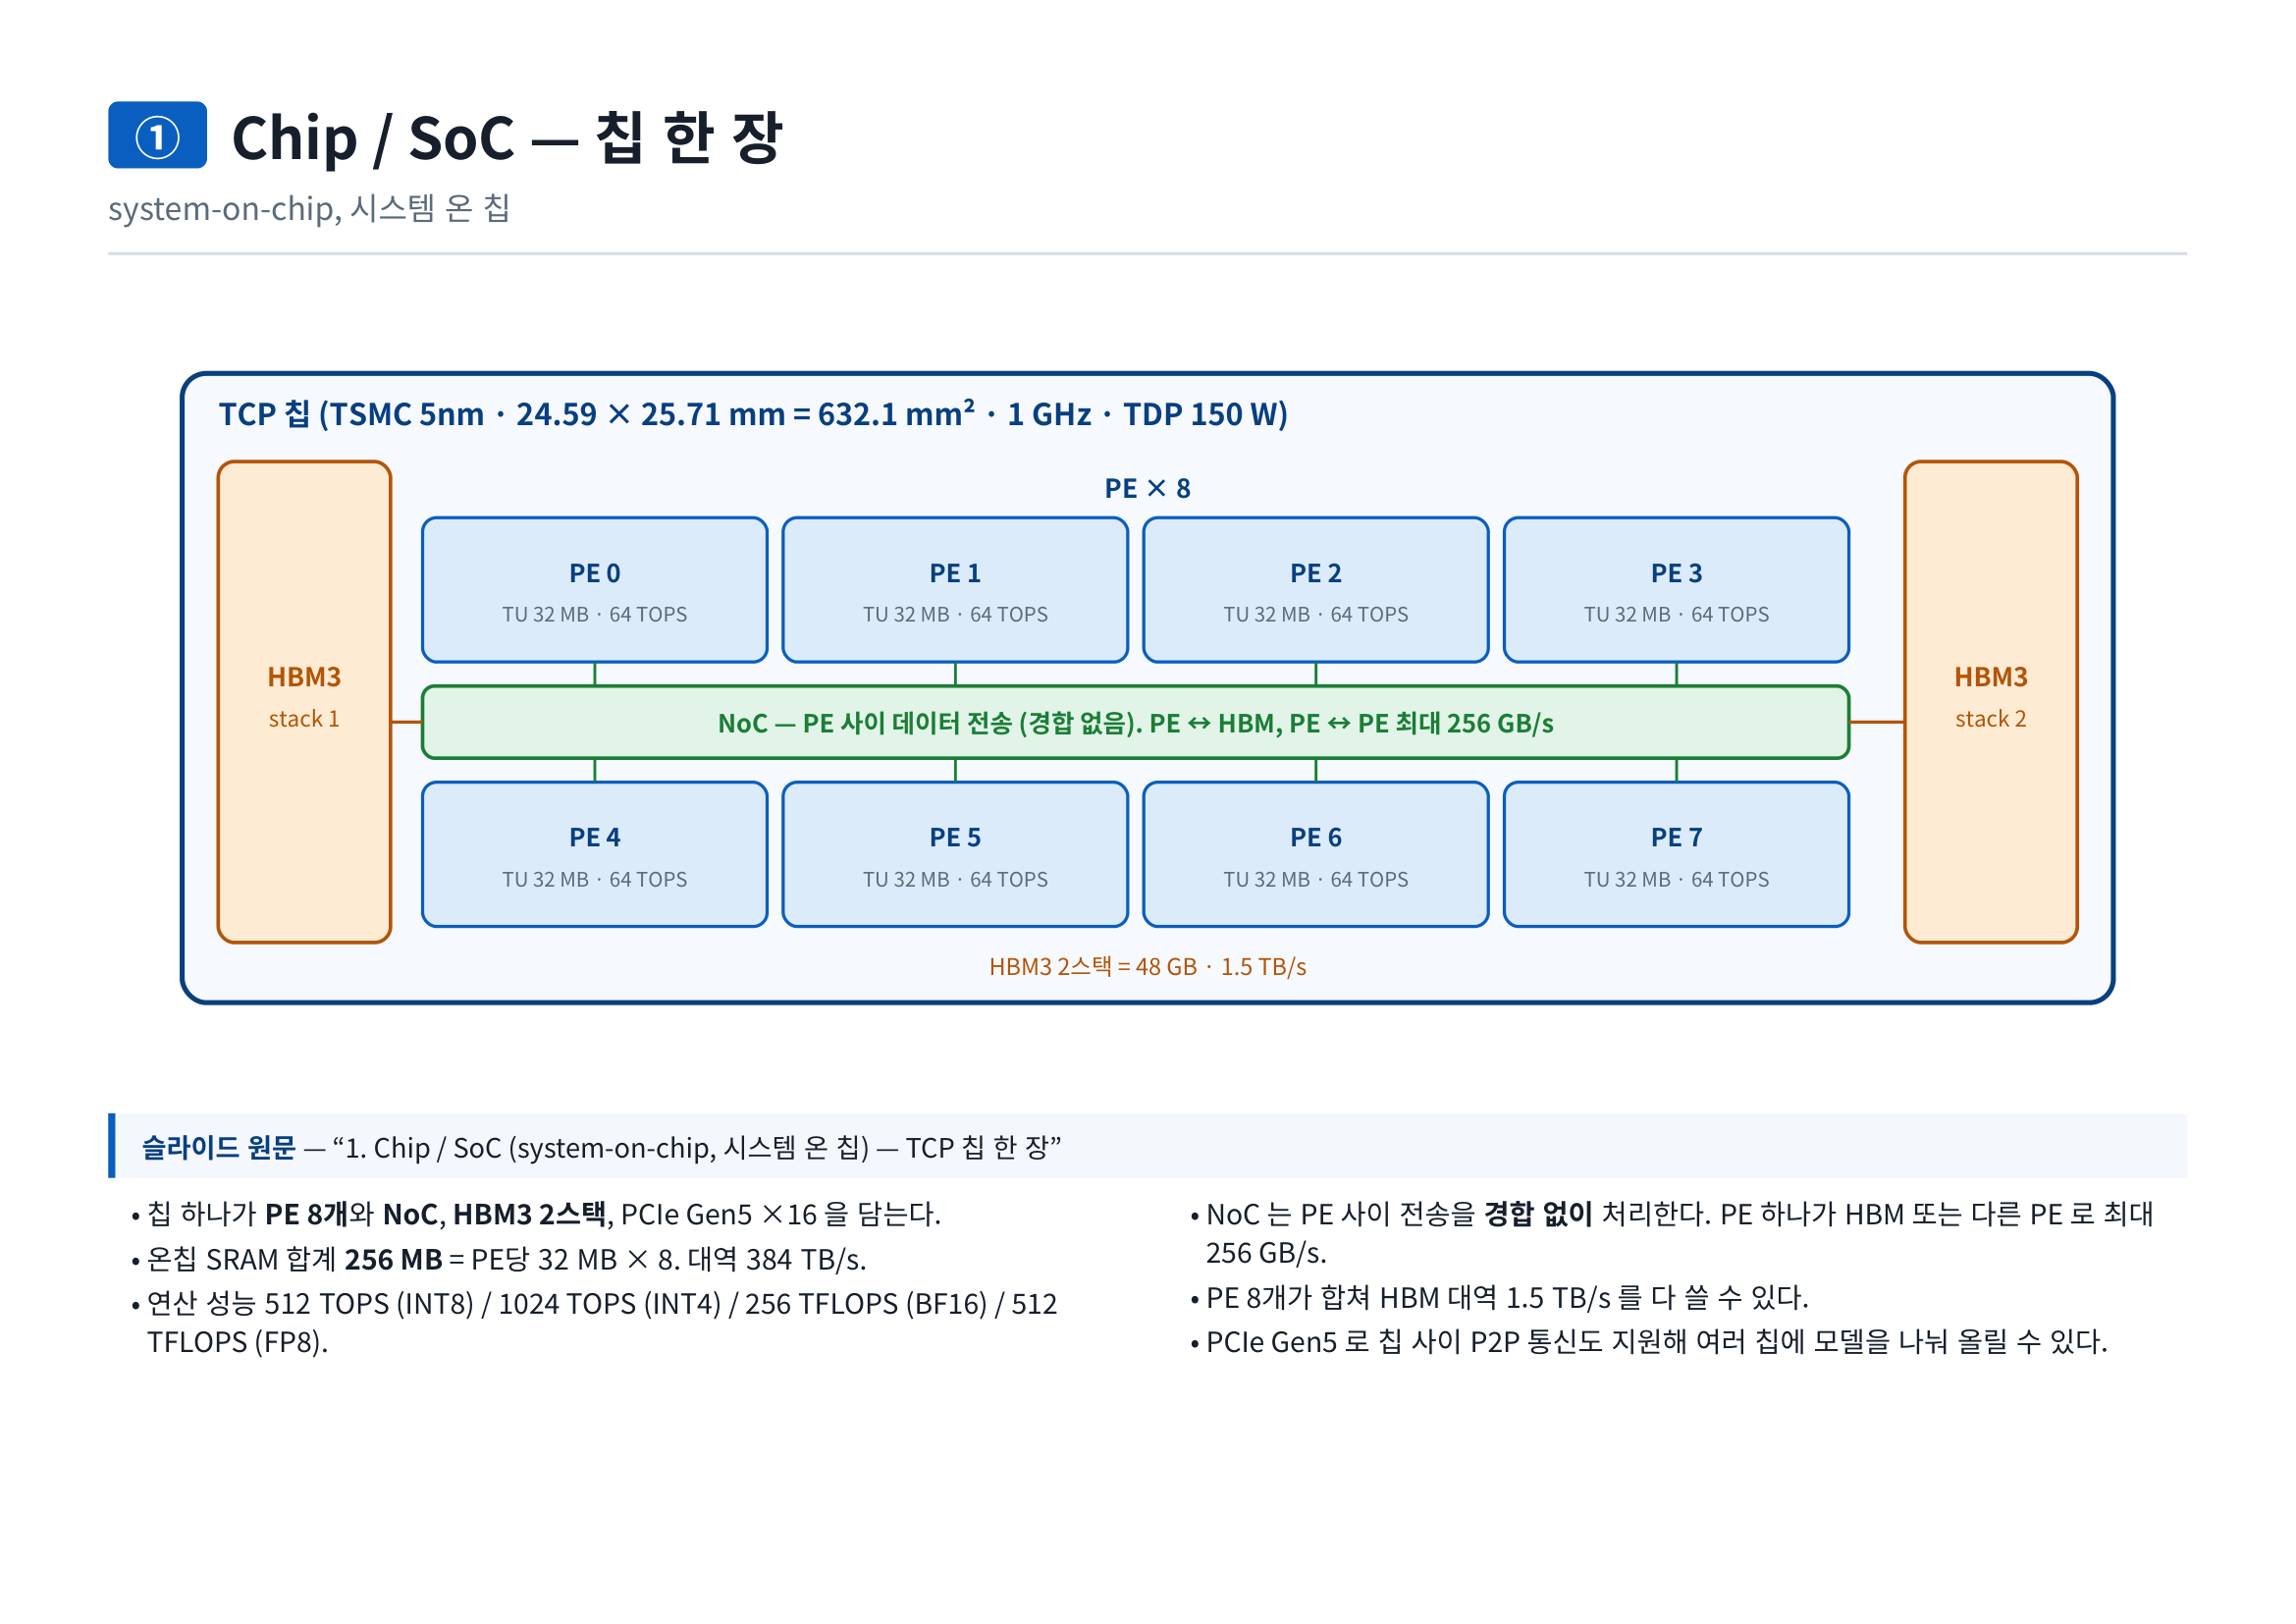 ① Chip / SoC — 칩 한 장
system-on-chip, 시스템 온 칩
TCP 칩 (TSMC 5nm · 24.59 × 25.71 mm = 632.1 mm² · 1 GHz · TDP 150 W)
PE × 8
HBM3
stack 1
PE 0
TU 32 MB · 64 TOPS
PE 1
TU 32 MB · 64 TOPS
PE 2
TU 32 MB · 64 TOPS
PE 3
TU 32 MB · 64 TOPS
NoC — PE 사이 데이터 전송 (경합 없음). PE ↔ HBM, PE ↔ PE 최대 256 GB/s
PE 4
TU 32 MB · 64 TOPS
PE 5
TU 32 MB · 64 TOPS
PE 6
TU 32 MB · 64 TOPS
PE 7
TU 32 MB · 64 TOPS
HBM3
stack 2
HBM3 2스택 = 48 GB · 1.5 TB/s
슬라이드 원문 — “1. Chip / SoC (system-on-chip, 시스템 온 칩) — TCP 칩 한 장”
• 칩 하나가 PE 8개와 NoC, HBM3 2스택, PCIe Gen5 ×16 을 담는다.
• 온칩 SRAM 합계 256 MB = PE당 32 MB × 8. 대역 384 TB/s.
• 연산 성능 512 TOPS (INT8) / 1024 TOPS (INT4) / 256 TFLOPS (BF16) / 512
TFLOPS (FP8).
• NoC 는 PE 사이 전송을 경합 없이 처리한다. PE 하나가 HBM 또는 다른 PE 로 최대
256 GB/s.
• PE 8개가 합쳐 HBM 대역 1.5 TB/s 를 다 쓸 수 있다.
• PCIe Gen5 로 칩 사이 P2P 통신도 지원해 여러 칩에 모델을 나눠 올릴 수 있다.